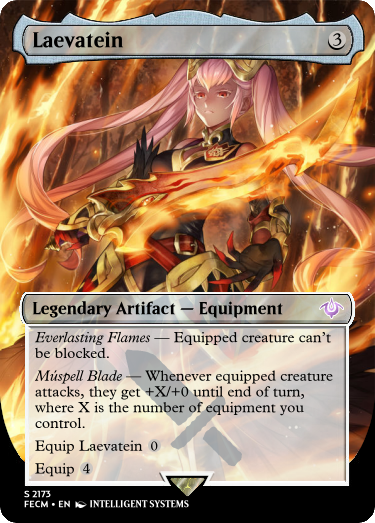 Laevatein 3
Legendary Artifact — Equipment
Everlasting Flames — Equipped creature can't
be blocked.
Múspell Blade — Whenever equipped creature
attacks, they get +X/+0 until end of turn,
where X is the number of equipment you
control.
Equip Laevatein 0
Equip 4
S 2173
FECM • EN INTELLIGENT SYSTEMS